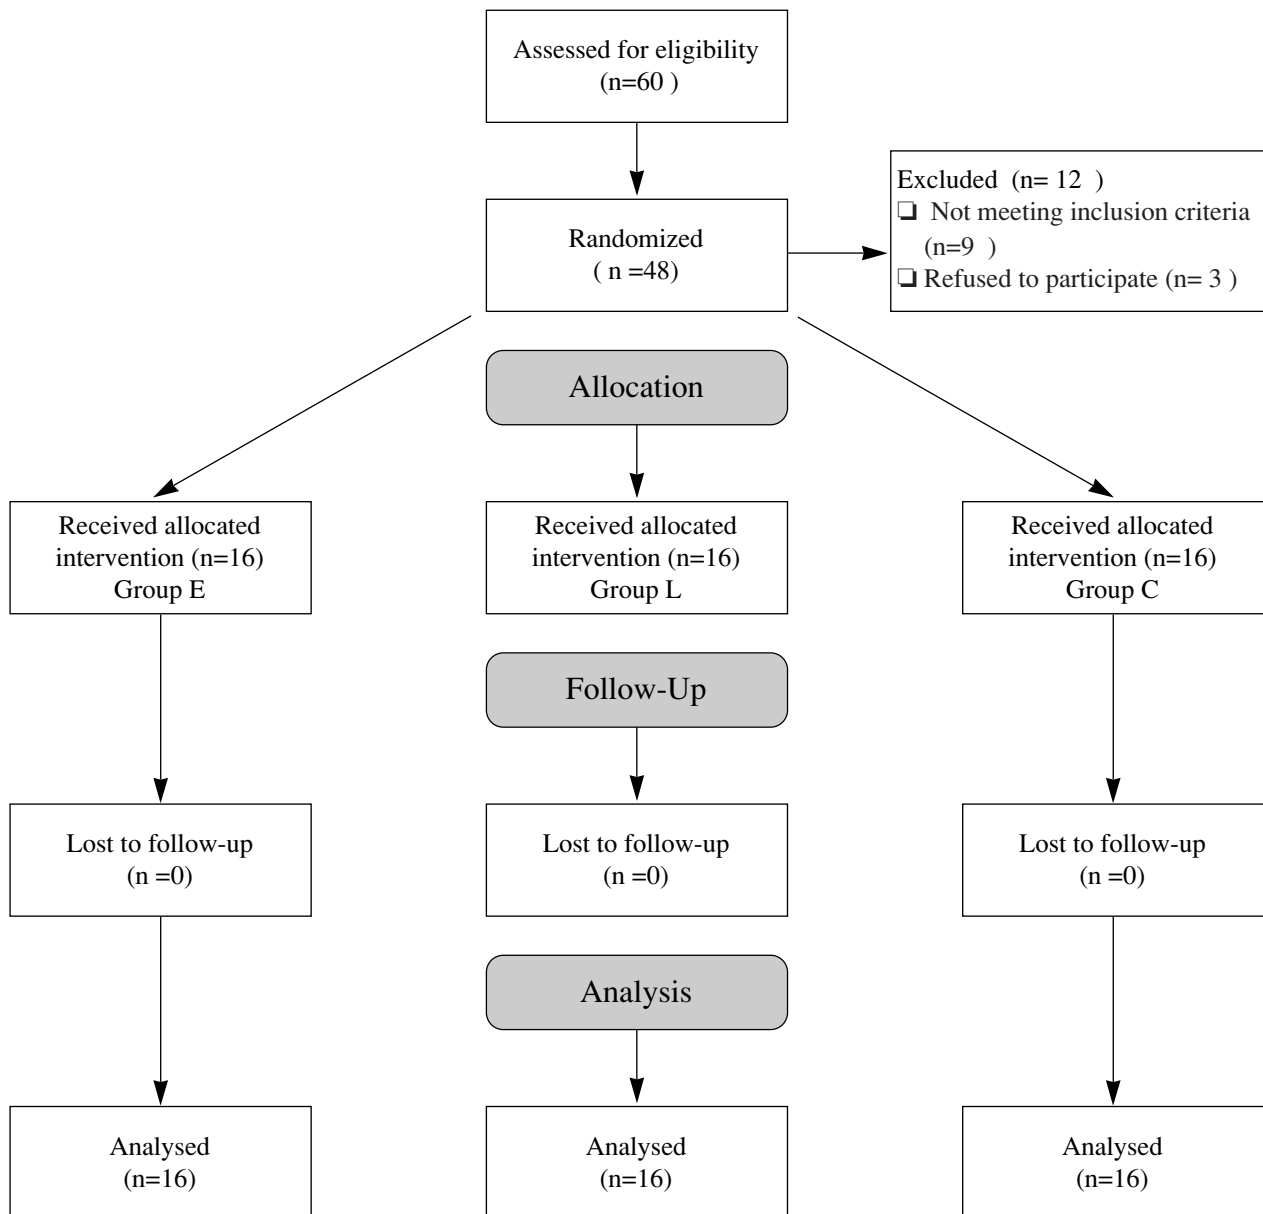 Assessed for eligibility
(n=60 )
Excluded (n= 12 )
❏ Not meeting inclusion criteria
(n=9 )
❏ Refused to participate (n= 3 )
Randomized
( n =48)
Allocation
Received allocated
intervention (n=16)
Group E
Received allocated
intervention (n=16)
Group L
Received allocated
intervention (n=16)
Group C
Follow-Up
Lost to follow-up
(n =0)
Lost to follow-up
(n =0)
Lost to follow-up
(n =0)
Analysis
Analysed
(n=16)
Analysed
(n=16)
Analysed
(n=16)